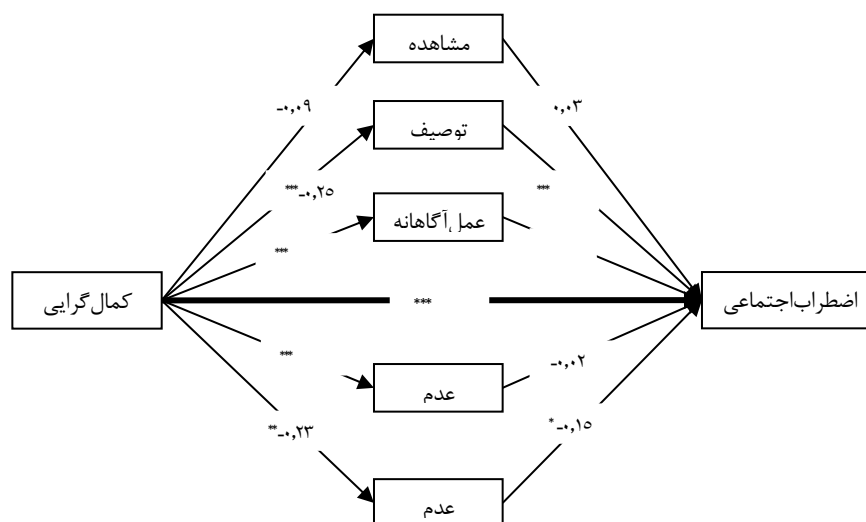 مشاهده
-۰,۰۹
۰,۰۳
توصیف
***-۰,۲۵
***
عمل آگاهانه
***
کمال‌گرایی
***
اضطراب‌اجتماعی
***
-۰,۰۲
عدم
**-۰,۲۳
*-۰,۱۵
عدم